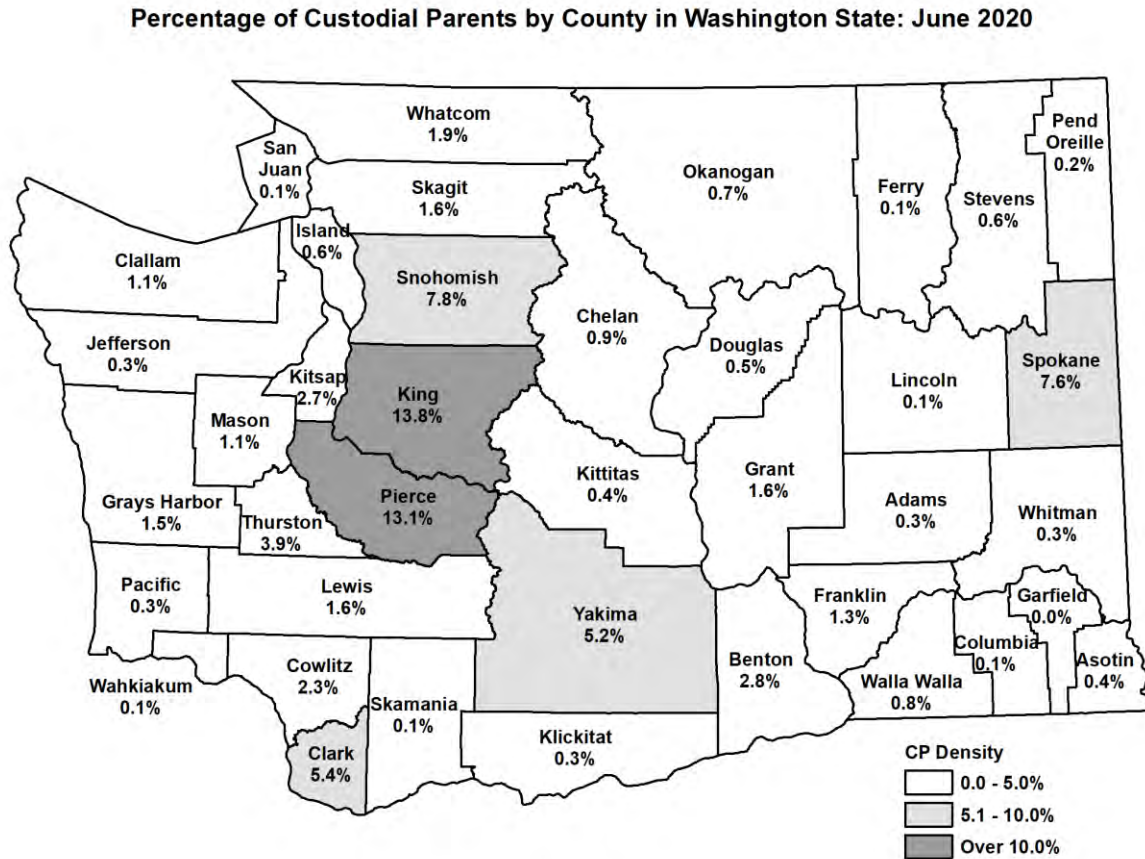 Percentage of Custodial Parents by County in Washington State: June 2020
Whatcom
1.9%
San
Juan
0.1%
Skagit
1.6%
Okanogan
0.7%
Ferry
0.1%
Stevens
0.6%
Pend
Oreille
0.2%
Island
0.6%
Clallam
1.1%
Snohomish
7.8%
Chelan
0.9%
Douglas
0.5%
Jefferson
0.3%
Kitsap
2.7%
King
13.8%
Lincoln
0.1%
Spokane
7.6%
Mason
1.1%
Grays Harbor
1.5%
Thurston
3.9%
Pierce
13.1%
Kittitas
0.4%
Grant
1.6%
Adams
0.3%
Whitman
0.3%
Pacific
0.3%
Lewis
1.6%
Yakima
5.2%
Benton
2.8%
Franklin
1.3%
Walla Walla
0.8%
Columbia
0.1%
Garfield
0.0%
Asotin
0.4%
Wahkiakum
0.1%
Cowlitz
2.3%
Skamania
0.1%
Clark
5.4%
Klickitat
0.3%
CP Density
0.0 - 5.0%
5.1 - 10.0%
Over 10.0%